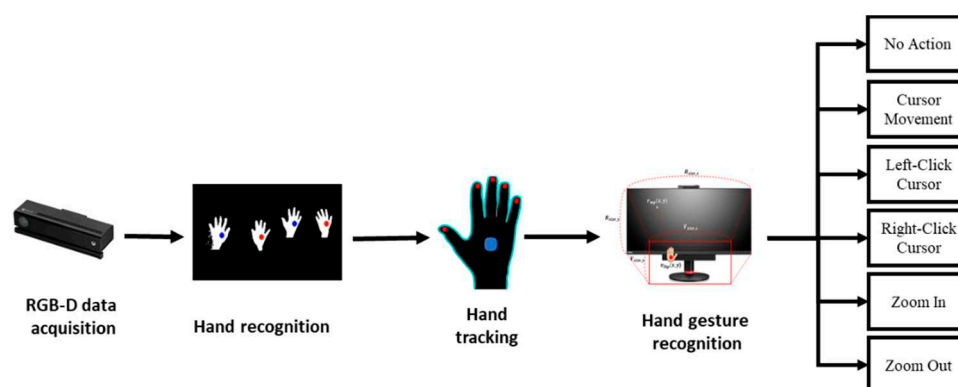 No Action
Cursor
Movement
Left-Click
Cursor
Right-Click
Cursor
Zoom In
Zoom Out
RGB-D data
acquisition
Hand recognition
Hand
tracking
Hand gesture
recognition